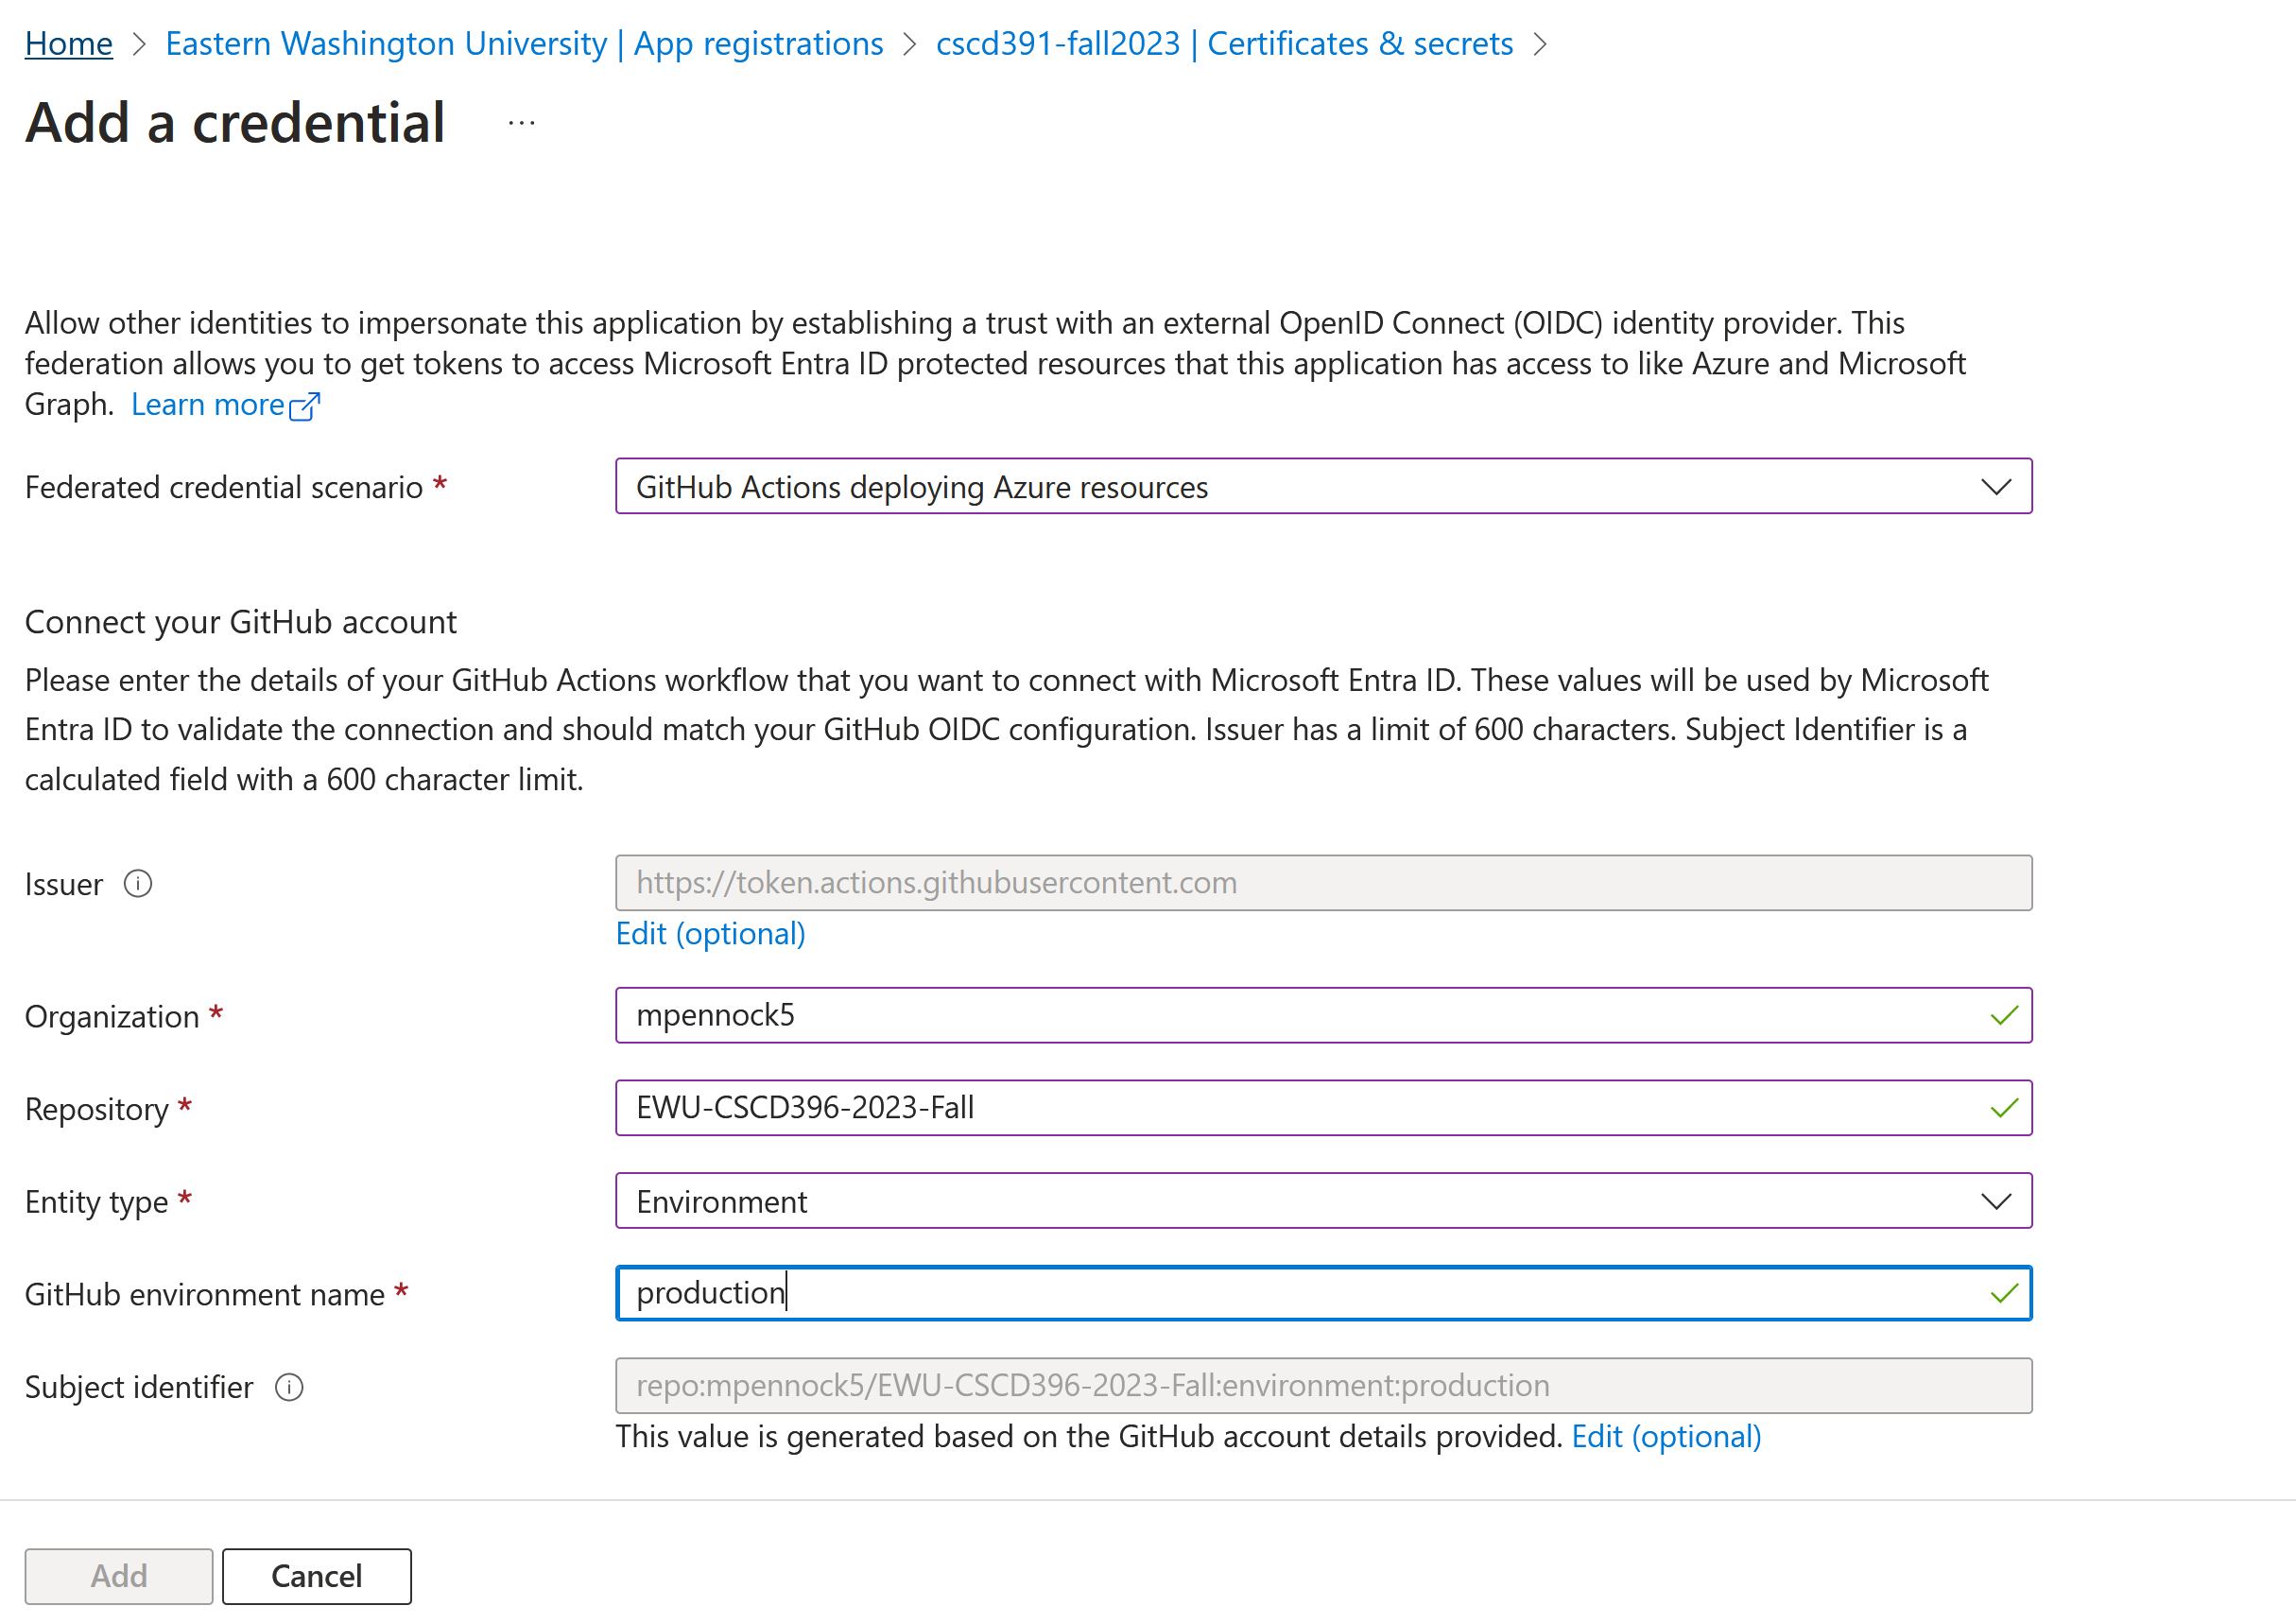 Home > Eastern Washington University | App registrations > cscd391-fall2023 | Certificates & secrets >
Add a credential ...
Allow other identities to impersonate this application by establishing a trust with an external OpenID Connect (OIDC) identity provider. This
federation allows you to get tokens to access Microsoft Entra ID protected resources that this application has access to like Azure and Microsoft
Graph. Learn more
Federated credential scenario * GitHub Actions deploying Azure resources
Connect your GitHub account
Please enter the details of your GitHub Actions workflow that you want to connect with Microsoft Entra ID. These values will be used by Microsoft
Entra ID to validate the connection and should match your GitHub OIDC configuration. Issuer has a limit of 600 characters. Subject Identifier is a
calculated field with a 600 character limit.
Issuer https://token.actions.githubusercontent.com
Edit (optional)
Organization * mpennock5
Repository * EWU-CSCD396-2023-Fall
Entity type * Environment
GitHub environment name * production
Subject identifier repo:mpennock5/EWU-CSCD396-2023-Fall:environment:production
This value is generated based on the GitHub account details provided. Edit (optional)
Add Cancel